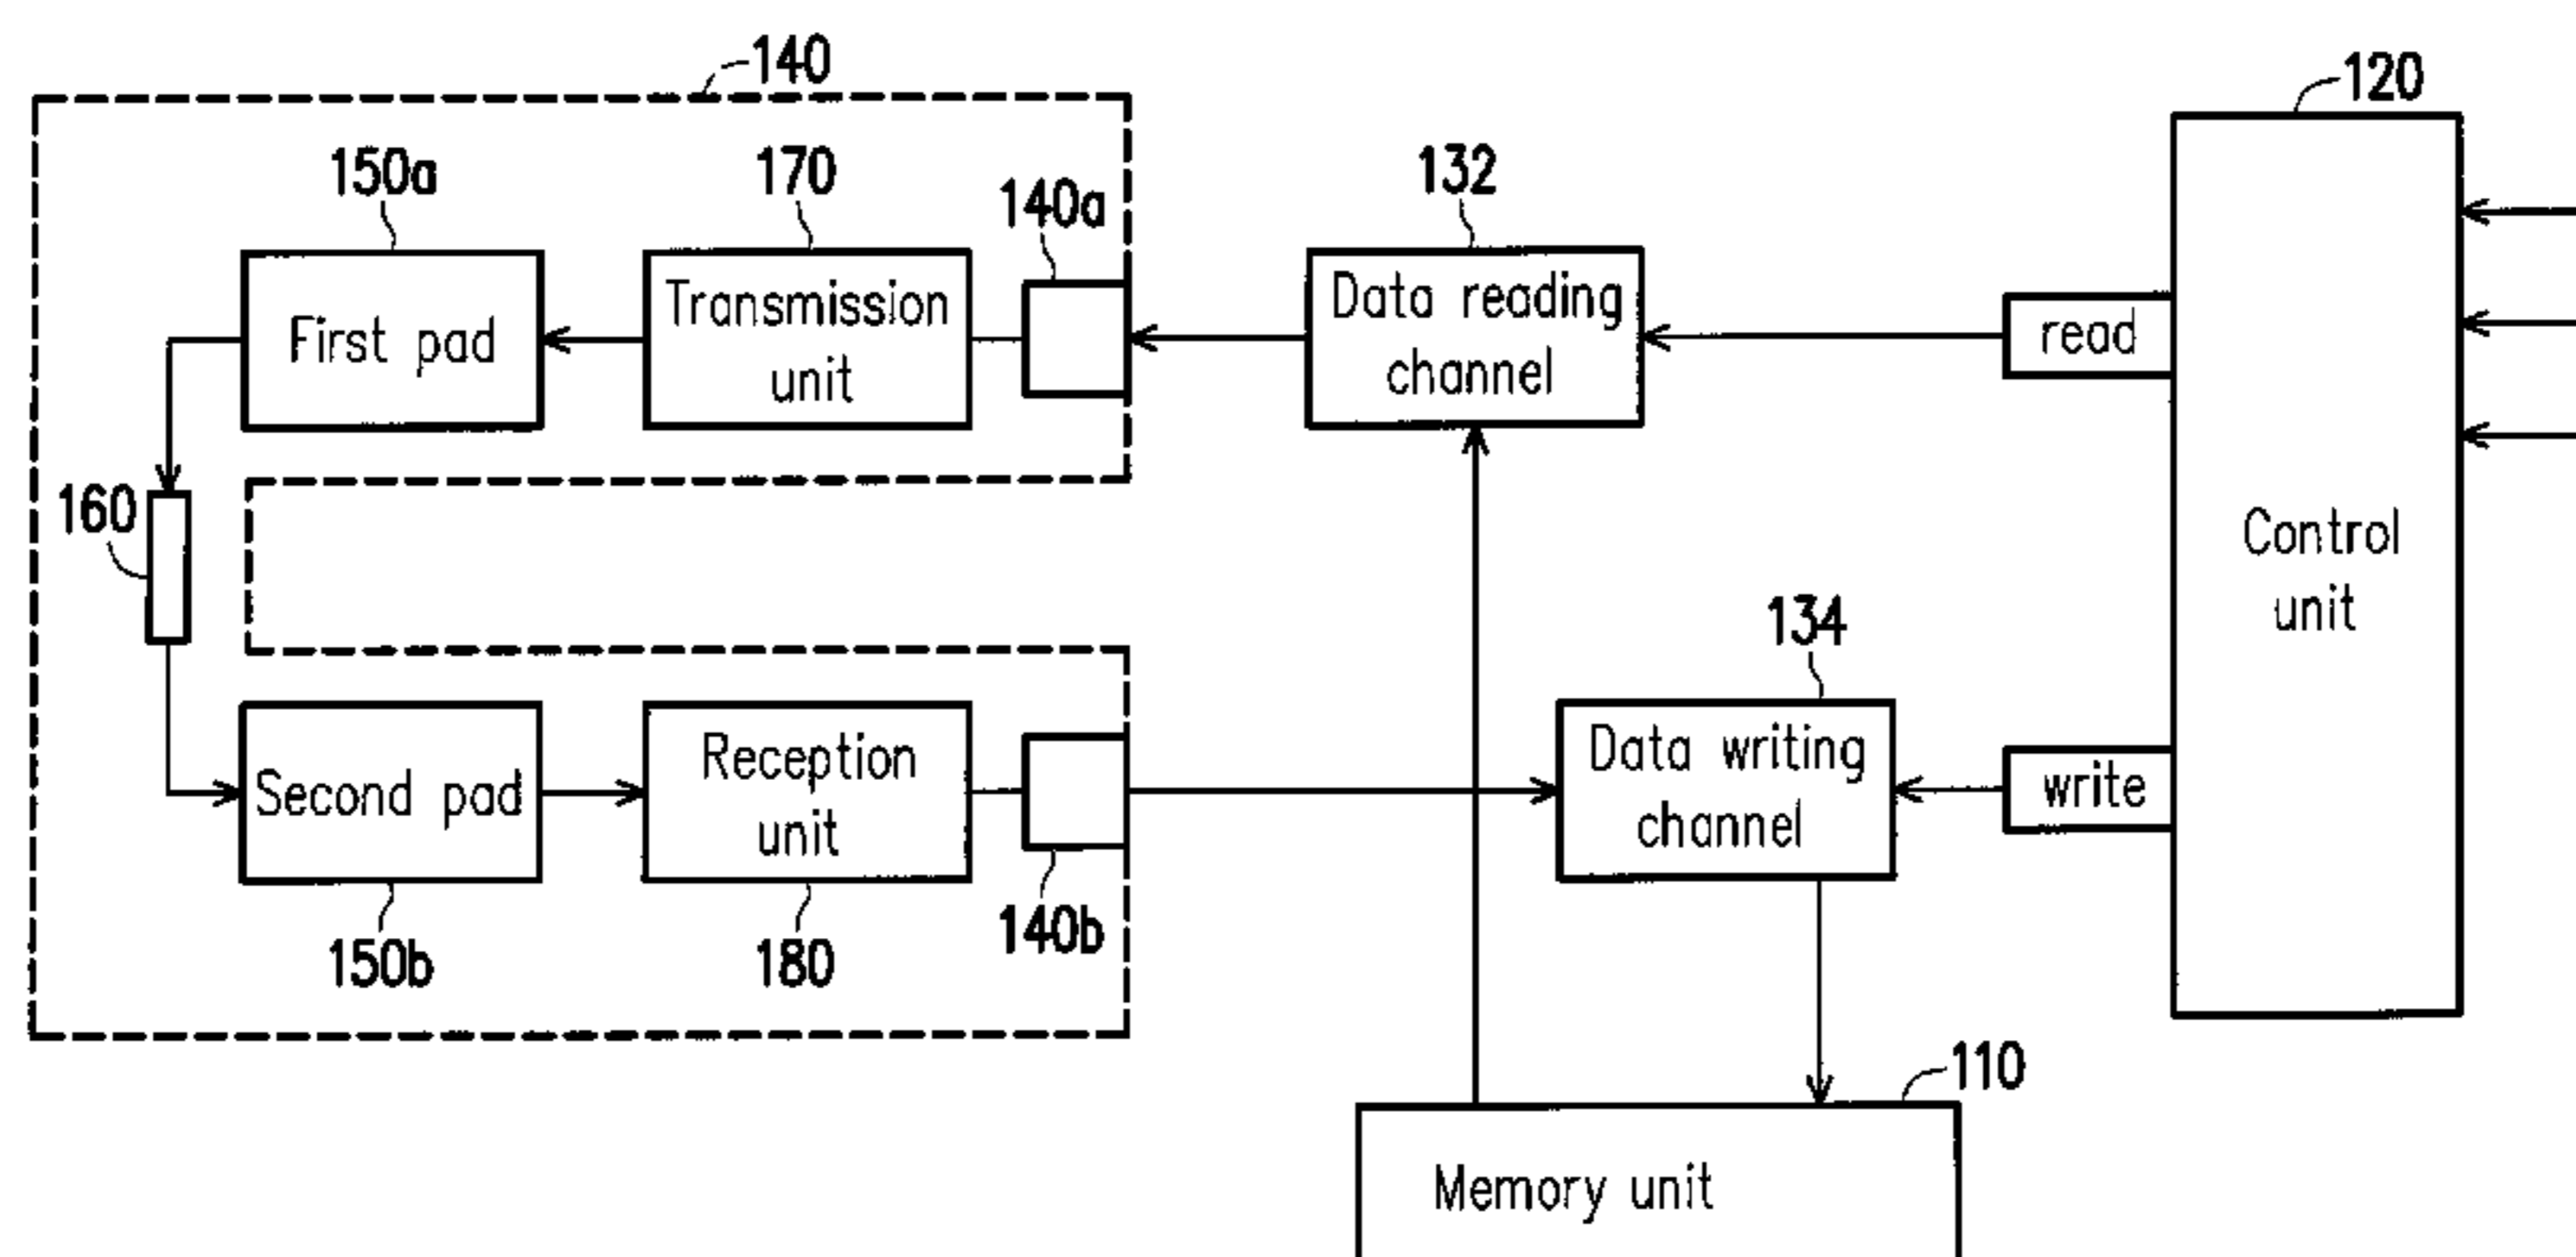 140
120
150a
170
140a
132
First pad
Transmission
unit
Data reading
channel
read
160
Control
unit
134
Second pad
Reception
unit
Data writing
channel
write
150b
180
140b
110
Memory unit